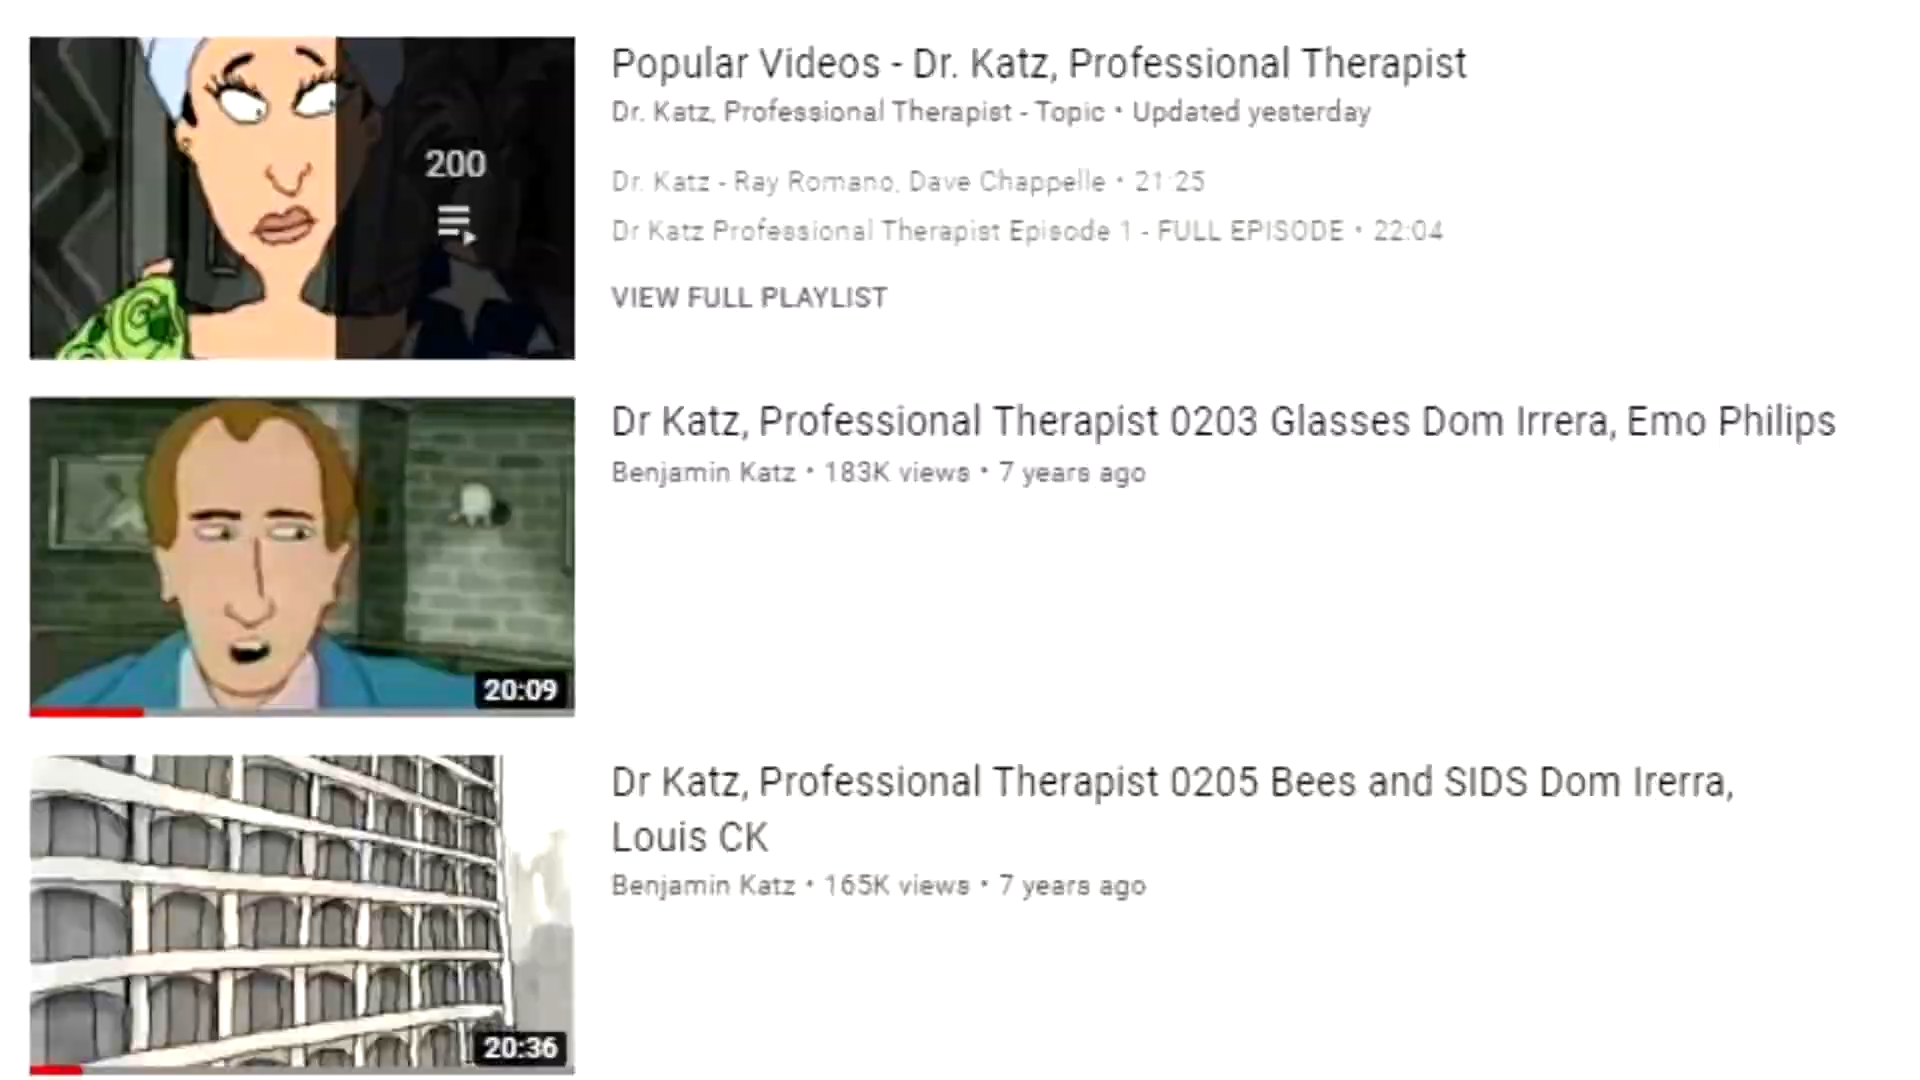 200
Popular Videos - Dr. Katz, Professional Therapist
Dr. Katz, Professional Therapist - Topic • Updated yesterday
Dr. Katz - Ray Romano, Dave Chappelle • 21:25
Dr Katz Professional Therapist Episode 1 - FULL EPISODE • 22:04
VIEW FULL PLAYLIST
20:09
Dr Katz, Professional Therapist 0203 Glasses Dom Irrera, Emo Philips
Benjamin Katz • 183K views • 7 years ago
20:36
Dr Katz, Professional Therapist 0205 Bees and SIDS Dom Irerra,
Louis CK
Benjamin Katz • 165K views • 7 years ago